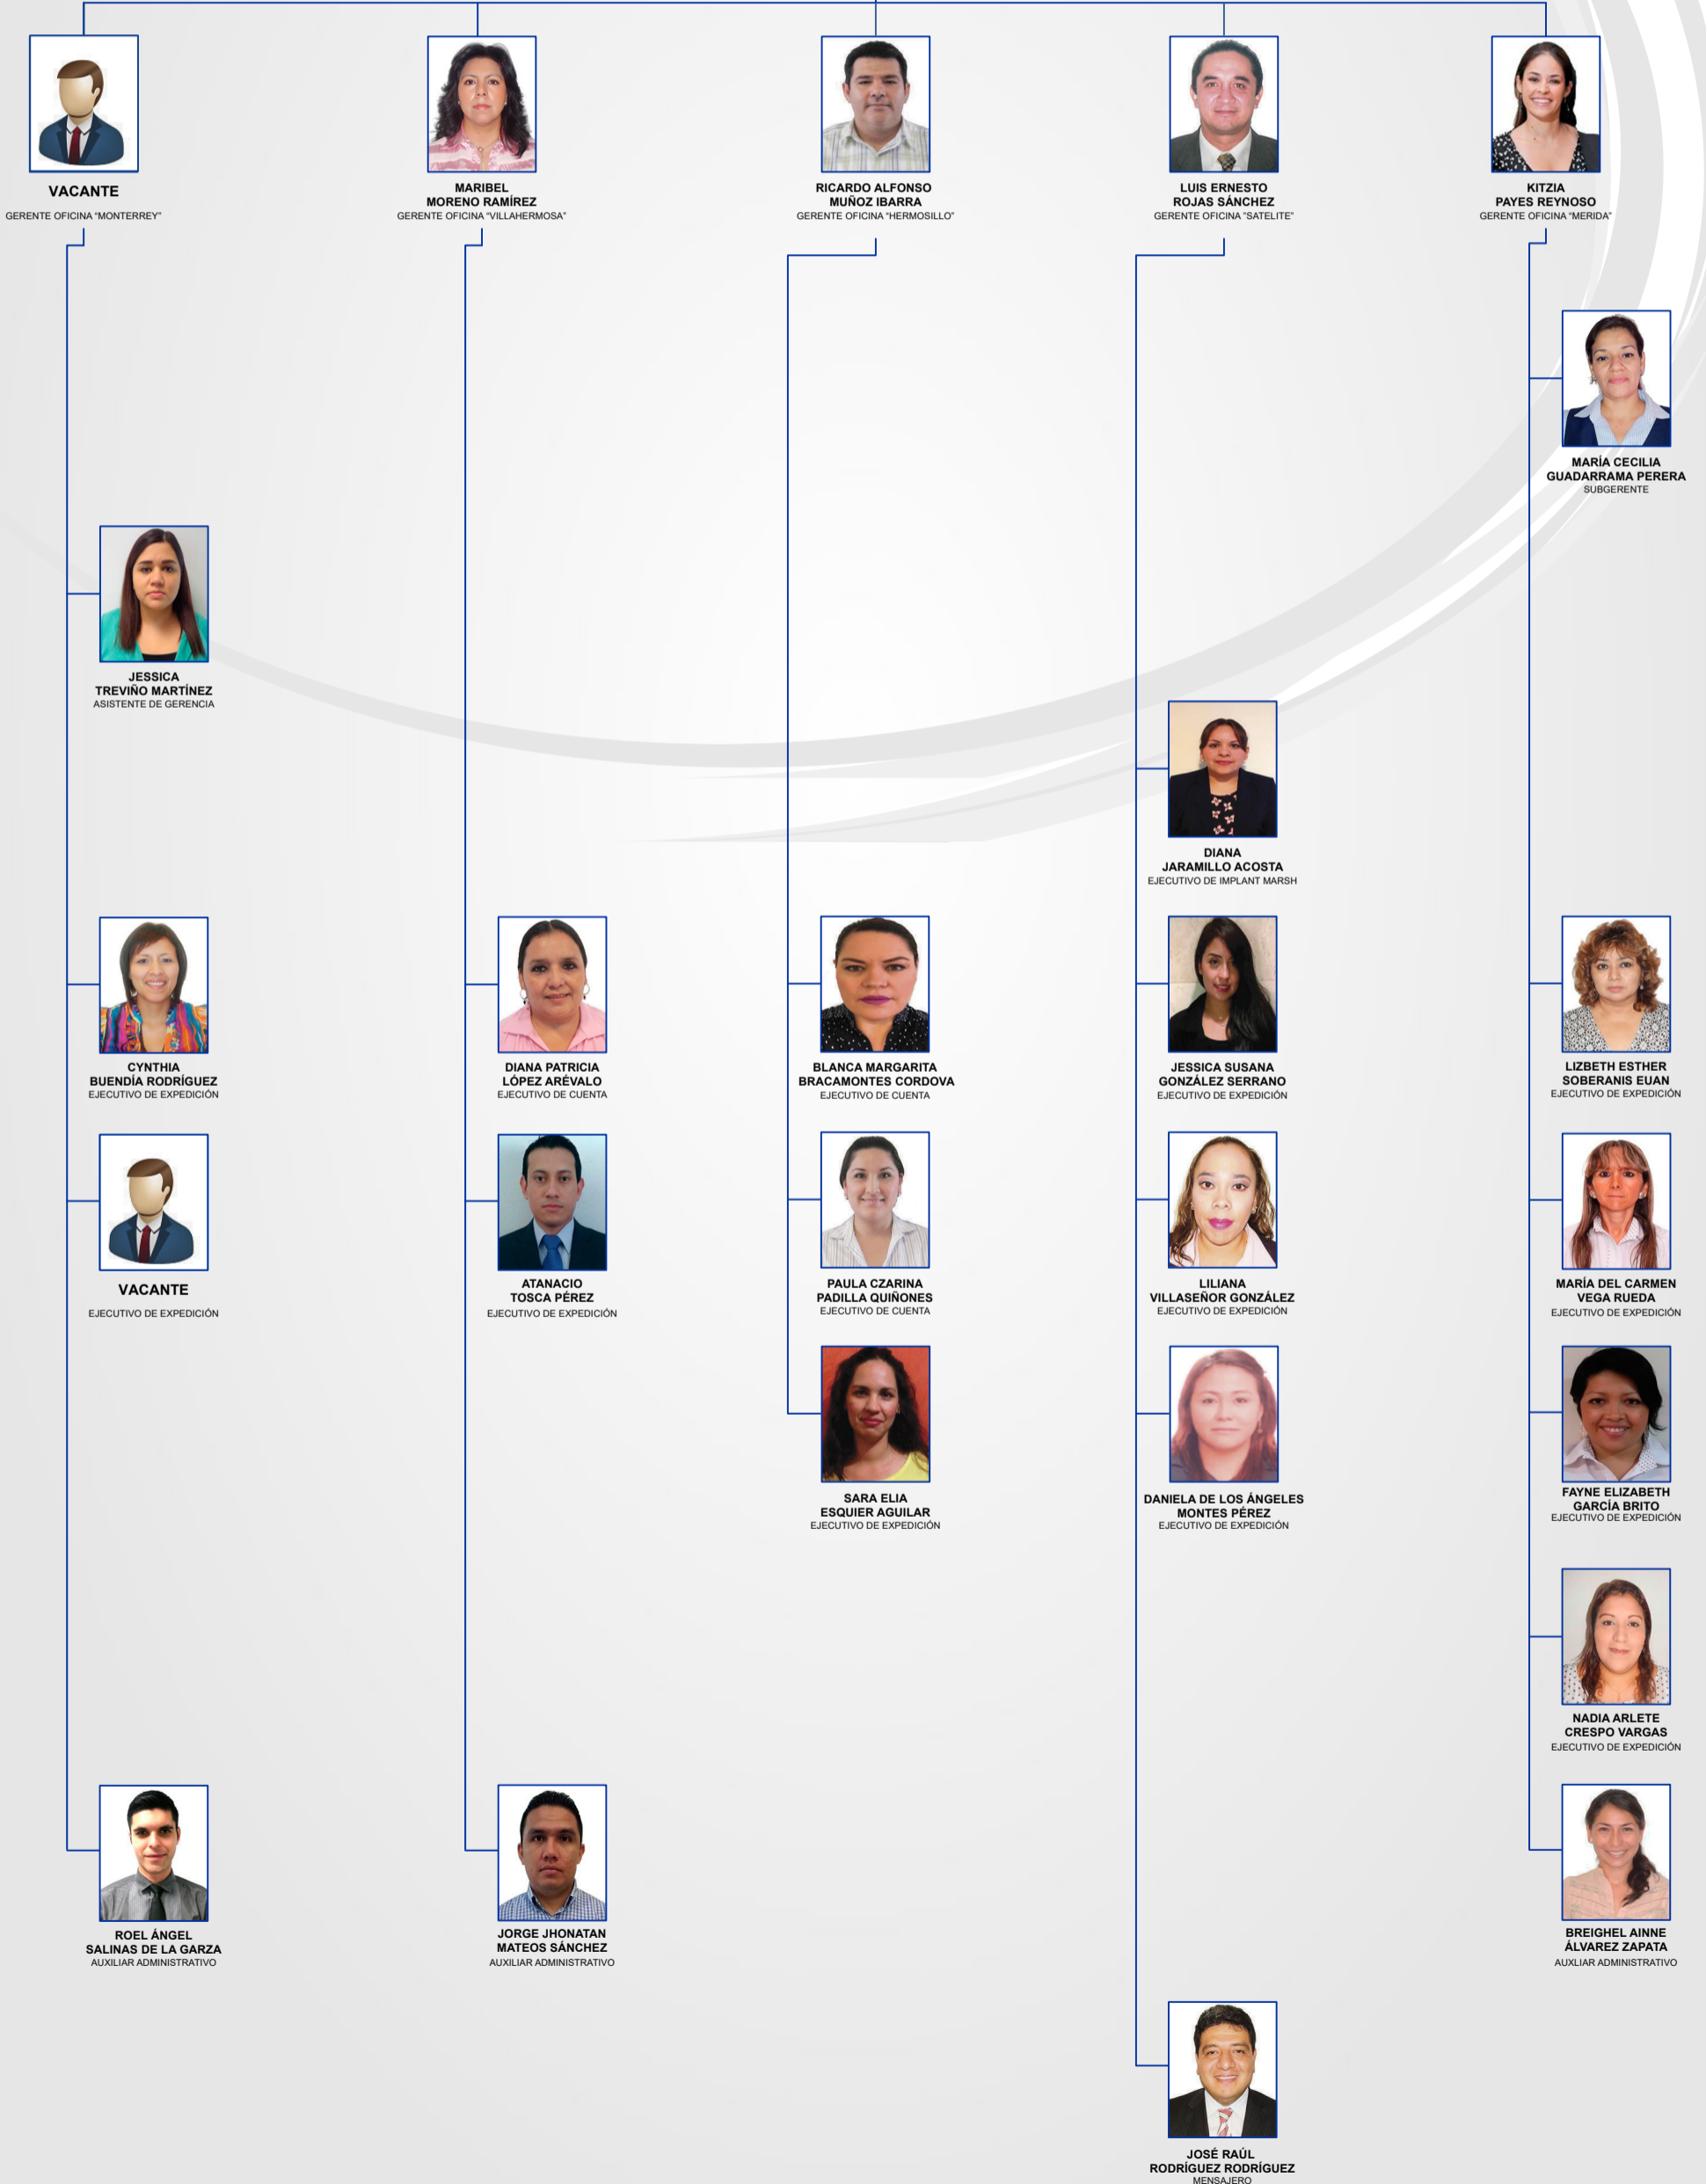 VACANTE
GERENTE OFICINA "MONTERREY"
MARIBEL
MORENO RAMÍREZ
GERENTE OFICINA "VILLAHERMOSA"
RICARDO ALFONSO
MUÑOZ IBARRA
GERENTE OFICINA "HERMOSILLO"
LUIS ERNESTO
ROJAS SÁNCHEZ
GERENTE OFICINA "SATELITE"
KITZIA
PAYES REYNOSO
GERENTE OFICINA "MERIDA"
MARÍA CECILIA
GUADARRAMA PERERA
SUBGERENTE
JESSICA
TREVIÑO MARTÍNEZ
ASISTENTE DE GERENCIA
DIANA
JARAMILLO ACOSTA
EJECUTIVO DE IMPLANT MARSH
CYNTHIA
BUENDÍA RODRÍGUEZ
EJECUTIVO DE EXPEDICIÓN
DIANA PATRICIA
LÓPEZ ARÉVALO
EJECUTIVO DE CUENTA
BLANCA MARGARITA
BRACAMONTES CORDOVA
EJECUTIVO DE CUENTA
JESSICA SUSANA
GONZÁLEZ SERRANO
EJECUTIVO DE EXPEDICIÓN
LIZBETH ESTHER
SOBERANIS EUAN
EJECUTIVO DE EXPEDICIÓN
VACANTE
EJECUTIVO DE EXPEDICIÓN
ATANACIO
TOSCA PÉREZ
EJECUTIVO DE EXPEDICIÓN
PAULA CZARINA
PADILLA QUIÑONES
EJECUTIVO DE CUENTA
LILIANA
VILLASEÑOR GONZÁLEZ
EJECUTIVO DE EXPEDICIÓN
MARÍA DEL CARMEN
VEGA RUEDA
EJECUTIVO DE EXPEDICIÓN
SARA ELIA
ESQUIER AGUILAR
EJECUTIVO DE EXPEDICIÓN
DANIELA DE LOS ÁNGELES
MONTES PÉREZ
EJECUTIVO DE EXPEDICIÓN
FAYNE ELIZABETH
GARCÍA BRITO
EJECUTIVO DE EXPEDICIÓN
NADIA ARLETE
CRESPO VARGAS
EJECUTIVO DE EXPEDICIÓN
ROEL ÁNGEL
SALINAS DE LA GARZA
AUXILIAR ADMINISTRATIVO
JORGE JHONATAN
MATEOS SÁNCHEZ
AUXILIAR ADMINISTRATIVO
BREIGHEL AINNE
ÁLVAREZ ZAPATA
AUXLIAR ADMINISTRATIVO
JOSÉ RAÚL
RODRÍGUEZ RODRÍGUEZ
MENSAJERO